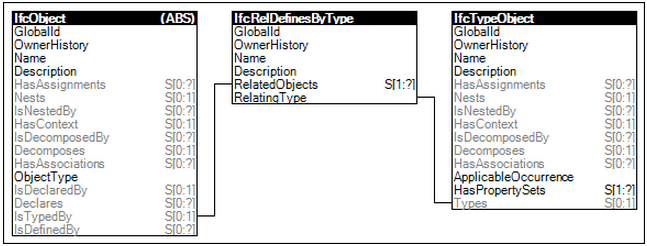 IfcObject (ABS)
GlobalId
OwnerHistory
Name
Description
HasAssignments S[0:?]
Nests S[0:1]
IsNestedBy S[0:?]
HasContext S[0:1]
IsDecomposedBy S[0:?]
Decomposes S[0:1]
HasAssociations S[0:?]
ObjectType
IsDeclaredBy S[0:1]
Declares S[0:?]
IsTypedBy S[0:1]
IsDefinedBy S[0:?]
IfcRelDefinesByType
GlobalId
OwnerHistory
Name
Description
RelatedObjects S[1:?]
RelatingType
IfcTypeObject
GlobalId
OwnerHistory
Name
Description
HasAssignments S[0:?]
Nests S[0:1]
IsNestedBy S[0:?]
HasContext S[0:1]
IsDecomposedBy S[0:?]
Decomposes S[0:1]
HasAssociations S[0:?]
ApplicableOccurrence
HasPropertySets S[1:?]
Types S[0:1]